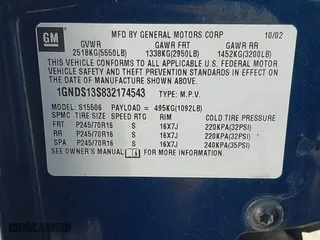 GM
MFD BY GENERAL MOTORS CORP 10/02
GVWR GAWR FRT GAWR RR
2518KG(5550LB) 1338KG(2950LB) 1452KG(3200LB)
THIS VEHICLE CONFORMS TO ALL APPLICABLE U.S. FEDERAL
MOTOR VEHICLE SAFETY STANDARDS IN EFFECT ON THE
DATE OF MANUFACTURE SHOWN ABOVE.
1GNDS13S832174543 TYPE: M.P.V.
MODEL: S15506 PAYLOAD = 495KG(1092LB)
SPMC TIRE SIZE SPEED RTG RIM COLD TIRE PRESSURE
FRT P245/70R16 S 16X7J 220KPA(32PSI)
RR P245/70R16 S 16X7J 220KPA(32PSI)
SPA P245/70R16 S 16X7J 240KPA(35PSI)
SEE OWNER'S MANUAL FOR ADDITIONAL INFORMATION
DREAMBID